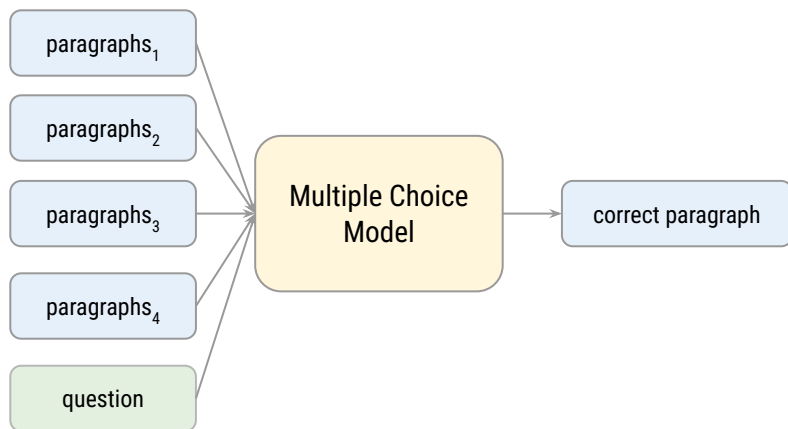 paragraphs₁
paragraphs₂
paragraphs₃
paragraphs₄
question
Multiple Choice
Model
correct paragraph